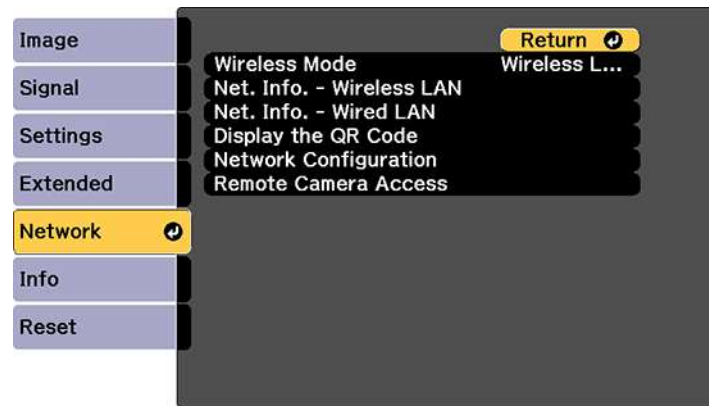 Image
Signal
Settings
Extended
Network
Info
Reset
Return
Wireless Mode Wireless L...
Net. Info. - Wireless LAN
Net. Info. - Wired LAN
Display the QR Code
Network Configuration
Remote Camera Access